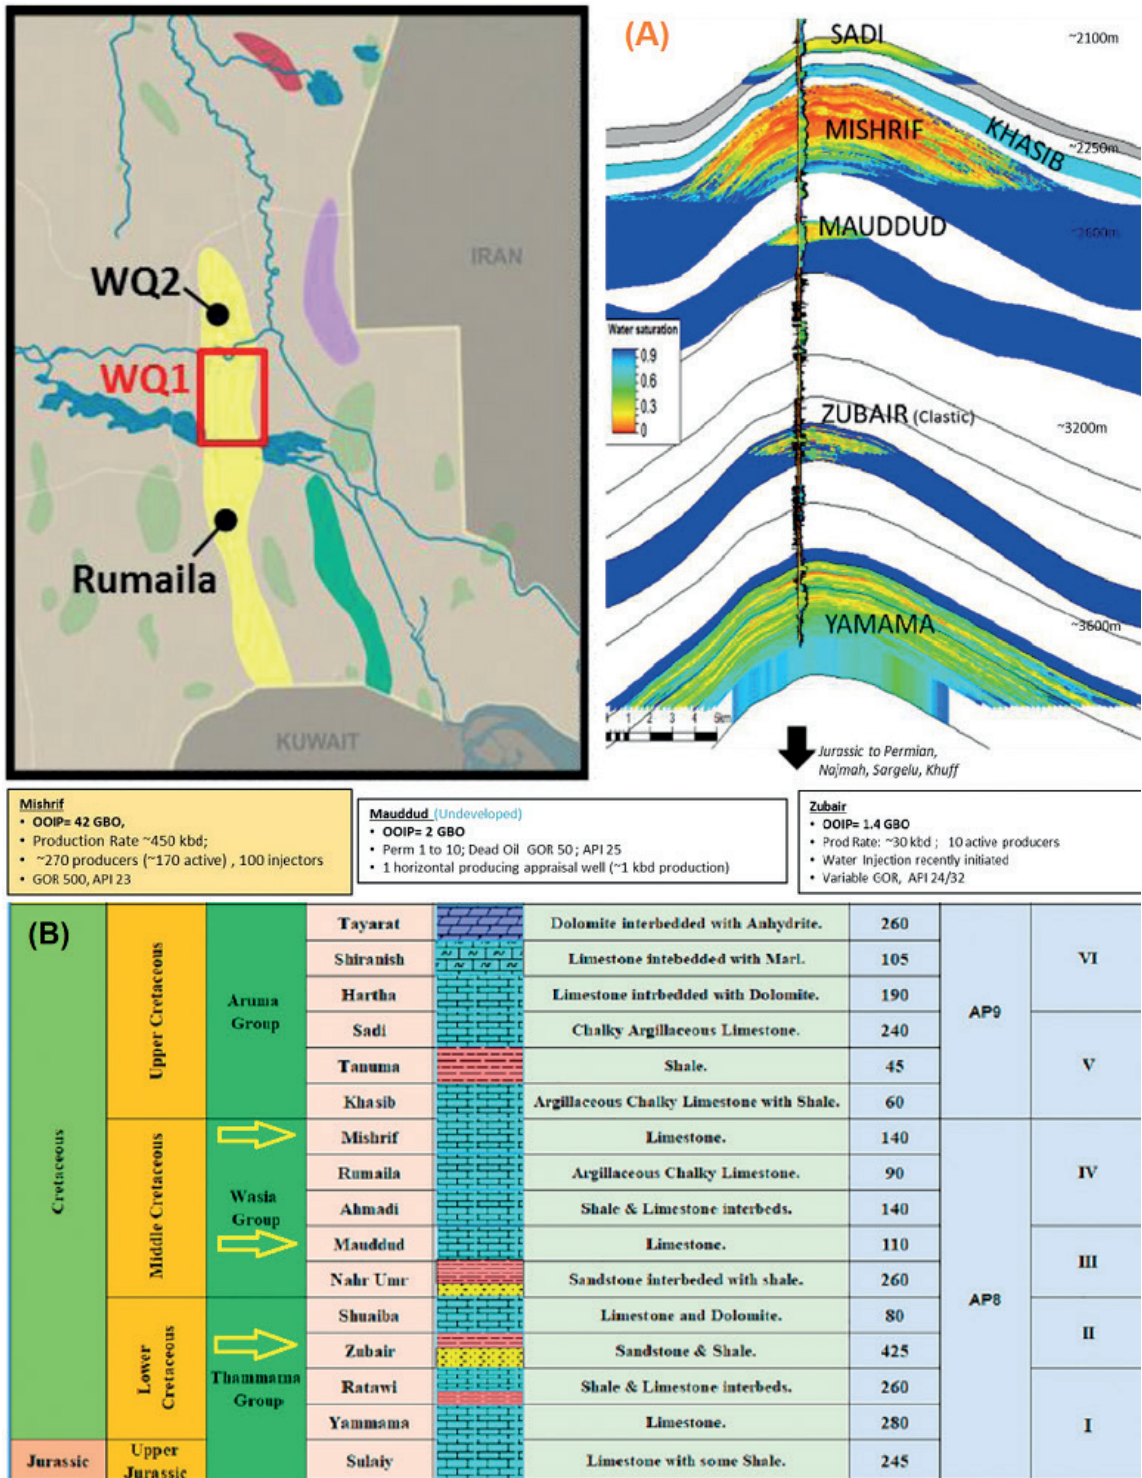 WQ2
IRAN
WQ1
Rumaila
KUWAIT
(A)
SADI
~2100m
MISHRIF
KHASIB
~2250m
MAUDDUD
~2600m
Water saturation
0.9
0.6
0.3
0
ZUBAIR (Clastic)
~3200m
YAMAMA
~3600m
1 2 3 4 5km
Jurassic to Permian,
Najmah, Sargelu, Khuff
Mishrif
• OOIP= 42 GBO,
• Production Rate ~450 kbd;
• ~270 producers (~170 active) , 100 injectors
• GOR 500, API 23
Mauddud (Undeveloped)
• OOIP= 2 GBO
• Perm 1 to 10; Dead Oil GOR 50 ; API 25
• 1 horizontal producing appraisal well (~1 kbd production)
Zubair
• OOIP= 1.4 GBO
• Prod Rate: ~30 kbd ; 10 active producers
• Water Injection recently initiated
• Variable GOR, API 24/32
(B)
Cretaceous
Jurassic
Upper Cretaceous
Middle Cretaceous
Lower Cretaceous
Upper Jurassic
Aruma Group
Wasia Group
Thammama Group
Tayarat Dolomite interbedded with Anhydrite. 260
Shiranish Limestone intebedded with Marl. 105
Hartha Limestone intrbedded with Dolomite. 190
Sadi Chalky Argillaceous Limestone. 240
Tanuma Shale. 45
Khasib Argillaceous Chalky Limestone with Shale. 60
Mishrif Limestone. 140
Rumaila Argillaceous Chalky Limestone. 90
Ahmadi Shale & Limestone interbeds. 140
Mauddud Limestone. 110
Nahr Umr Sandstone interbeded with shale. 260
Shuaiba Limestone and Dolomite. 80
Zubair Sandstone & Shale. 425
Ratawi Shale & Limestone interbeds. 260
Yammama Limestone. 280
Sulaiy Limestone with some Shale. 245
AP9
AP8
VI
V
IV
III
II
I